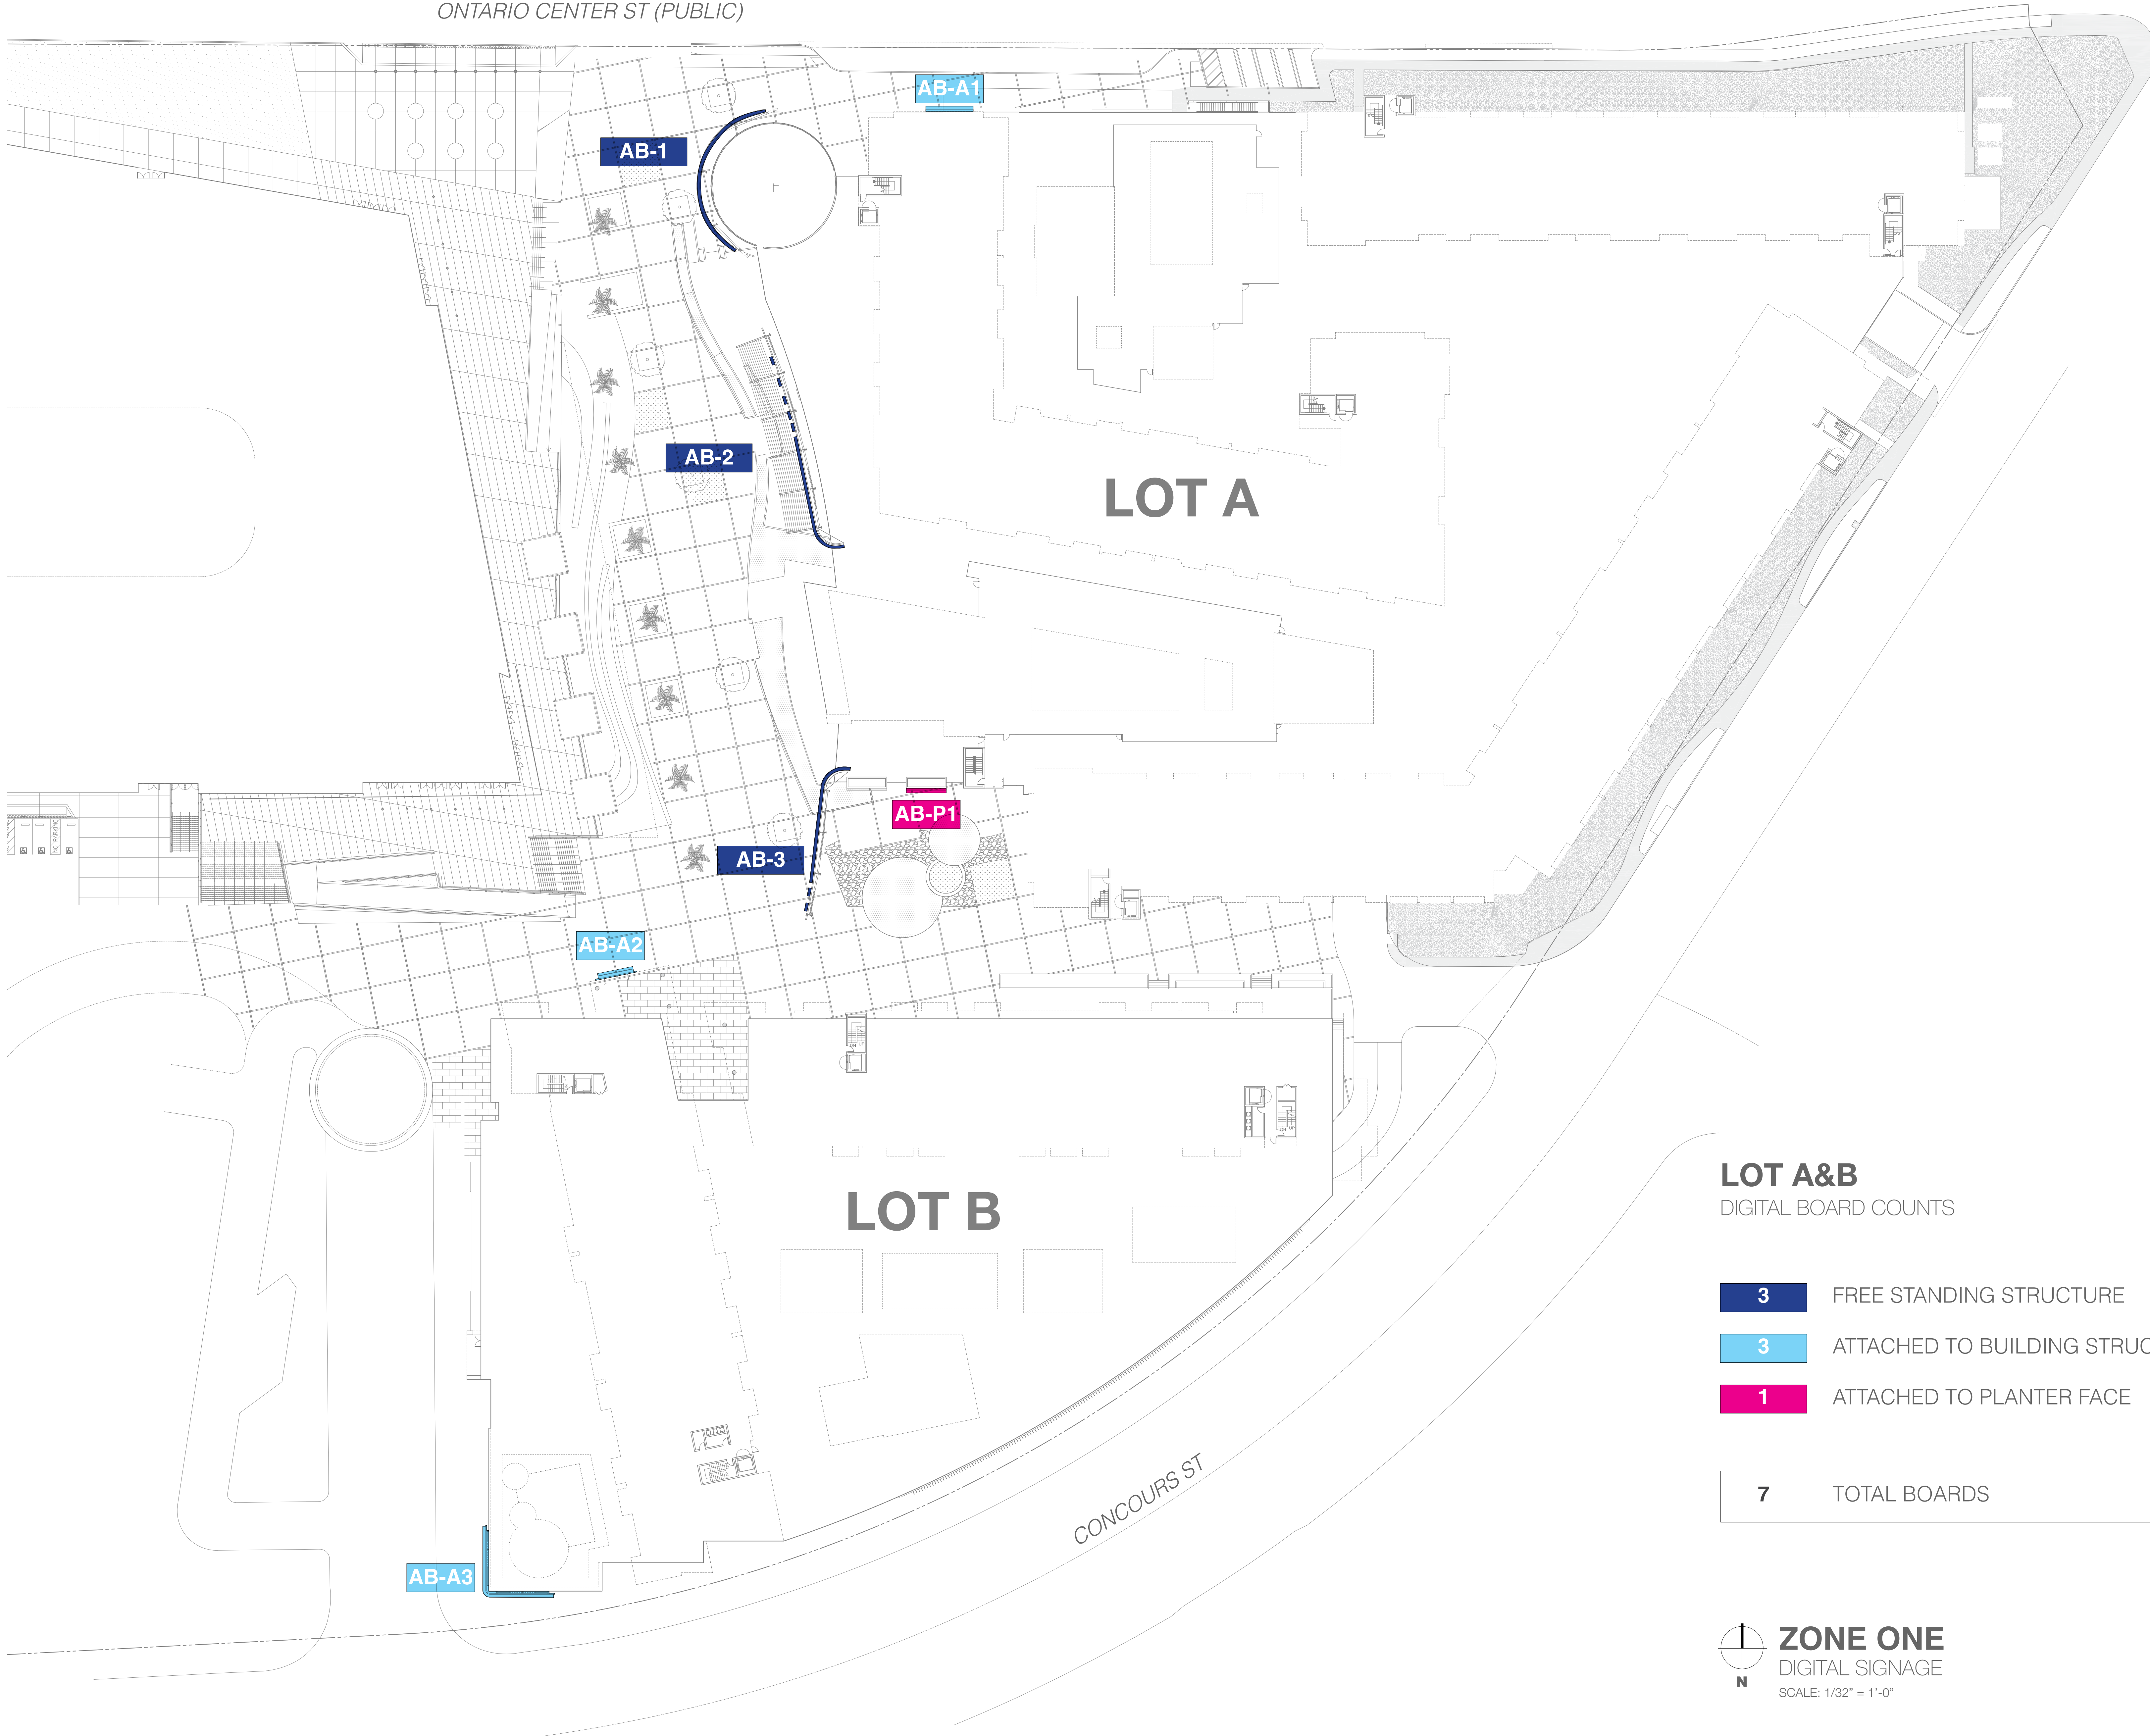 ONTARIO CENTER ST (PUBLIC)
AB-A1
AB-1
AB-2
LOT A
AB-P1
AB-3
AB-A2
LOT B
LOT A&B
DIGITAL BOARD COUNTS
3 FREE STANDING STRUCTURE
3 ATTACHED TO BUILDING STRUC
1 ATTACHED TO PLANTER FACE
CONCOURS ST
7 TOTAL BOARDS
AB-A3
ZONE ONE
DIGITAL SIGNAGE
N
SCALE: 1/32” = 1’-0”